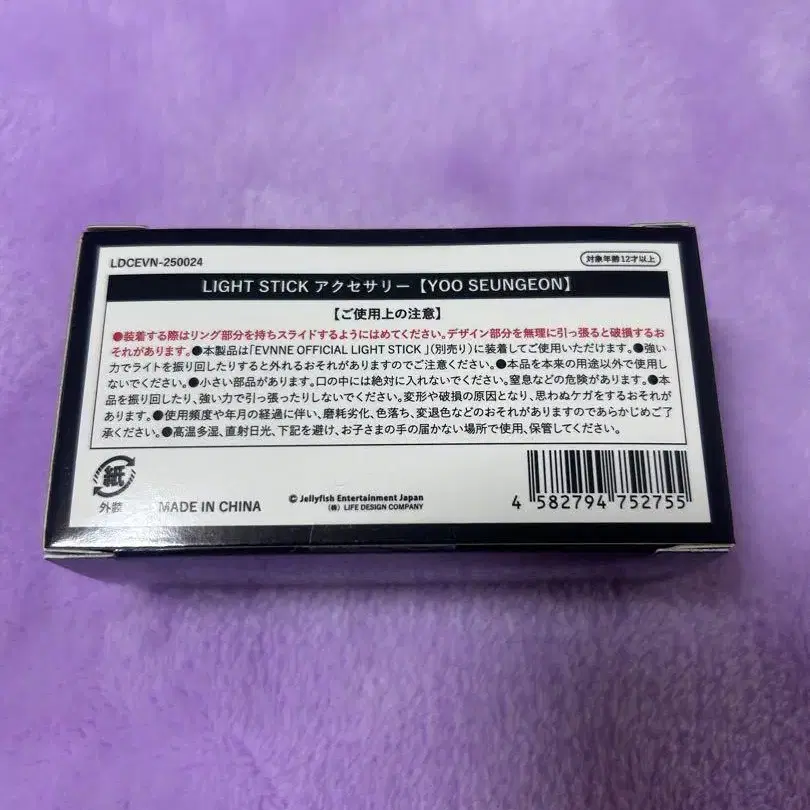 LDCEVN-250024
対象年齢12才以上
LIGHT STICK アクセサリー【YOO SEUNGEON】
【ご使用上の注意】
●装着する際はリング部分を持ちスライドするようにはめてください。デザイン部分を無理に引っ張ると破損するお
それがあります。●本製品は「EVNNE OFFICIAL LIGHT STICK 」(別売り)に装着してご使用いただけます。●強い
力でライトを振り回したりすると外れるおそれがありますのでご注意ください。●本品を本来の用途以外で使用し
ないでください。●小さい部品があります。口の中には絶対に入れないでください。窒息などの危険があります。●本
品を振り回したり、強い力で引っ張ったりしないでください。変形や破損の原因となり、思わぬケガをするおそれが
あります。●使用頻度や年月の経過に伴い、磨耗劣化、色落ち、変退色などのおそれがありますのであらかじめご了
承ください。●高温多湿、直射日光、下記を避け、お子さまの手の届かない場所で使用、保管してください。
紙
外装
MADE IN CHINA
© Jellyfish Entertainment Japan
(株) LIFE DESIGN COMPANY
4 582794 752755